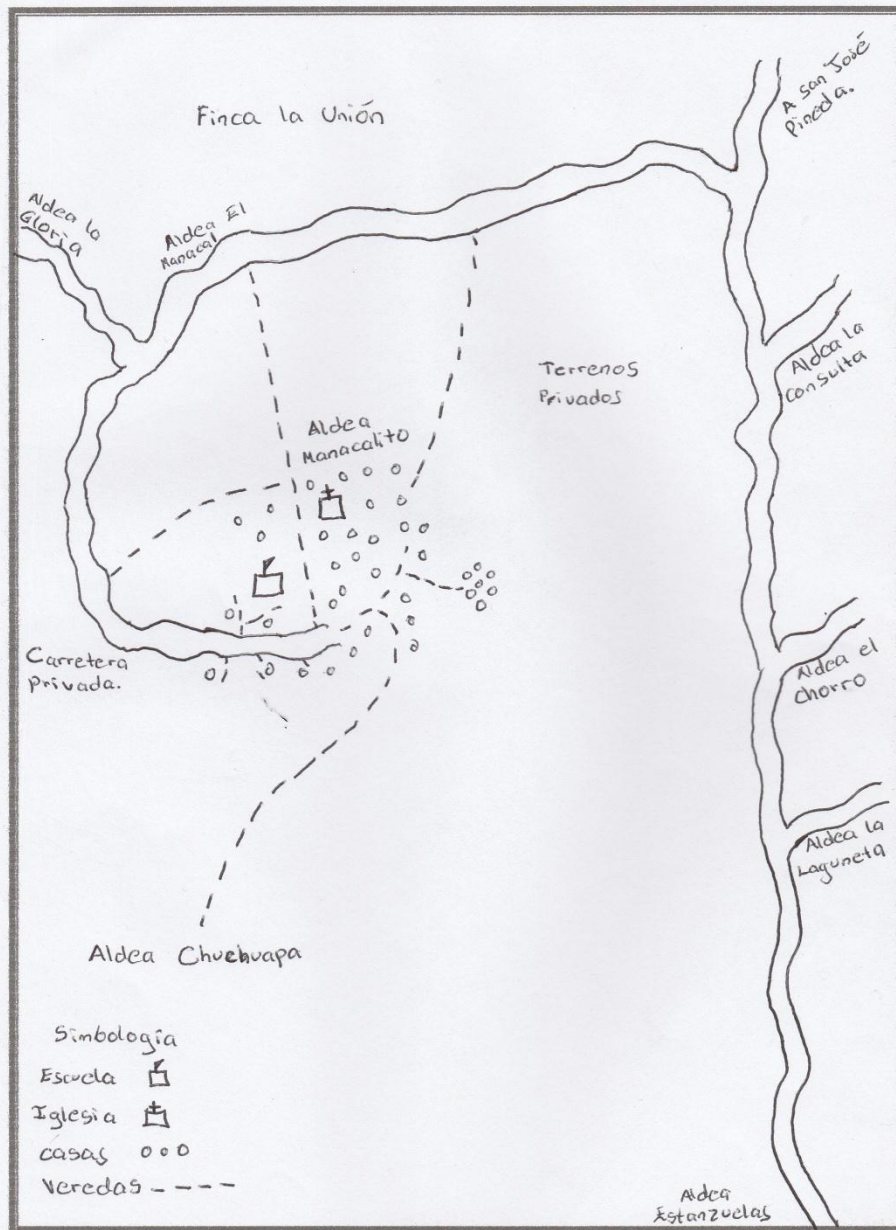 Finca la Unión
A San José
Pineda.
Aldea la
Gloria
Aldea El
Manacal
Aldea la
Consulta
Terrenos
Privados
Aldea
Manacalito
Carretera
Privada.
Aldea el
chorro
Aldea la
Laguneta
Aldea Chuchuapa
Simbología
Escuela
Iglesia
casas
Veredas
Aldea
Estanzuelas